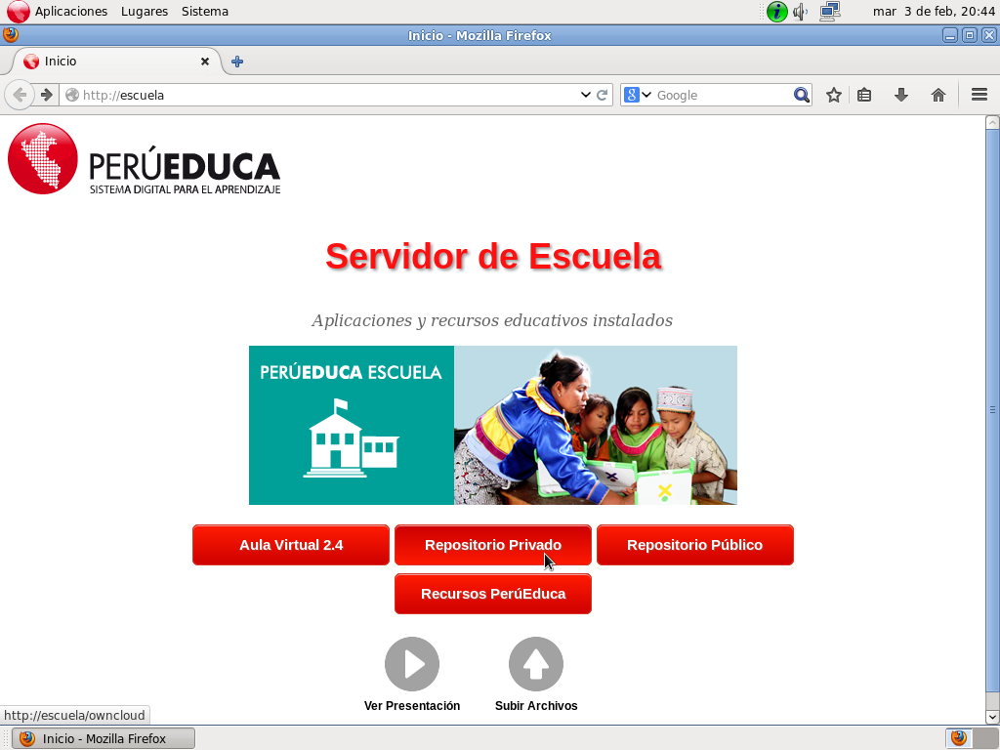 Aplicaciones Lugares Sistema
mar 3 de feb, 20:44
Inicio - Mozilla Firefox
Inicio
http://escuela
Google
PERÚEDUCA
SISTEMA DIGITAL PARA EL APRENDIZAJE
Servidor de Escuela
Aplicaciones y recursos educativos instalados
PERÚEDUCA ESCUELA
Aula Virtual 2.4
Repositorio Privado
Repositorio Público
Recursos PerúEduca
Ver Presentación
Subir Archivos
http://escuela/owncloud
Inicio - Mozilla Firefox